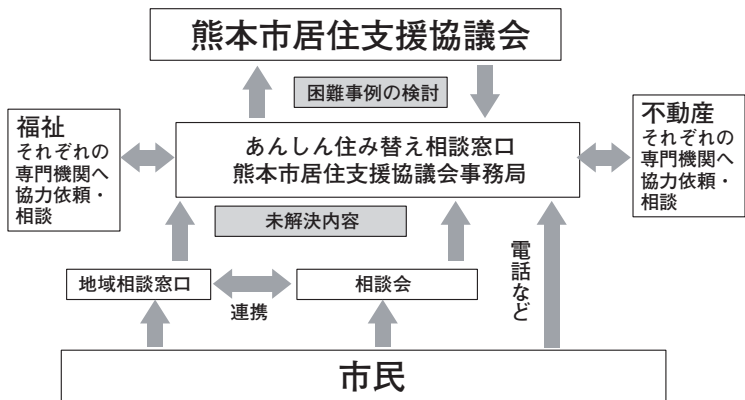 熊本市居住支援協議会
困難事例の検討
福祉
それぞれの
専門機関へ
協力依頼・
相談
あんしん住み替え相談窓口
熊本市居住支援協議会事務局
不動産
それぞれの
専門機関へ
協力依頼・
相談
未解決内容
地域相談窓口
連携
相談会
電話など
市民